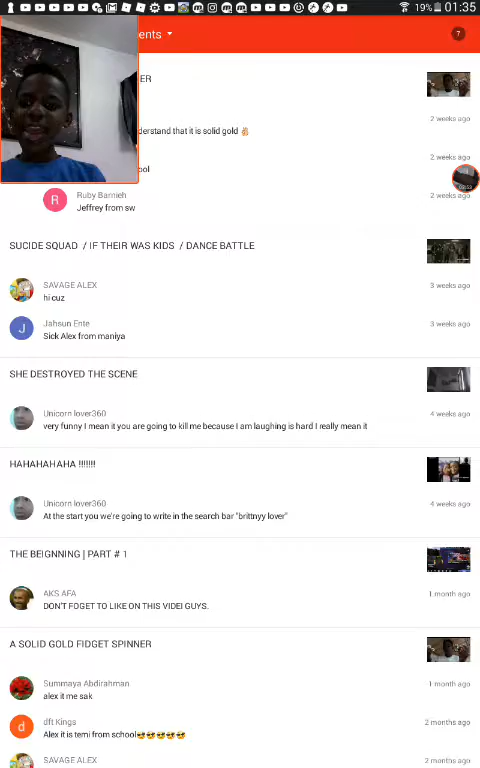 19% 01:35
ents
?
ER
2 weeks ago
derstand that it is solid gold 👌🏼
2 weeks ago
ool
Ruby Barnieh
2 weeks ago
R
Jeffrey from sw
SUCIDE SQUAD / IF THEIR WAS KIDS / DANCE BATTLE
SAVAGE ALEX
3 weeks ago
hi cuz
Jahsun Ente
3 weeks ago
J
Sick Alex from maniya
SHE DESTROYED THE SCENE
Unicorn lover360
4 weeks ago
very funny I mean it you are going to kill me because I am laughing is hard I really mean it
HAHAHAHAHA !!!!!!!
Unicorn lover360
4 weeks ago
At the start you we're going to write in the search bar "brittnyy lover"
THE BEIGNNING | PART # 1
AKS AFA
1 month ago
DON'T FOGET TO LIKE ON THIS VIDEI GUYS.
A SOLID GOLD FIDGET SPINNER
Summaya Abdirahman
1 month ago
alex it me sak
dft Kings
2 months ago
d
Alex it is temi from school🤣🤣🤣🤣🤣
SAVAGE ALEX
2 months ago